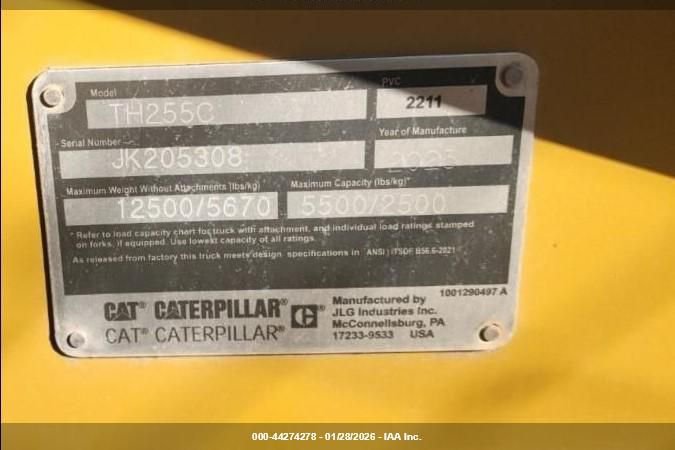 Model
TH255C
PVC
2211
Serial Number
JK205308
Year of Manufacture
Maximum Weight Without Attachments (lbs/kg)
12500/5670
Maximum Capacity (lbs/kg)*
5500/2500
* Refer to load capacity chart for truck with attachment, and individual load ratings stamped
on forks, if equipped. Use lowest capacity of all ratings.
As released from factory this truck meets design specifications in ANSI / ITSDF B56.6-2021
1001290497 A
CAT® CATERPILLAR®
CAT® CATERPILLAR®
C
Manufactured by
JLG Industries Inc.
McConnellsburg, PA
17233-9533 USA
000-44274278 - 01/28/2026 - IAA Inc.